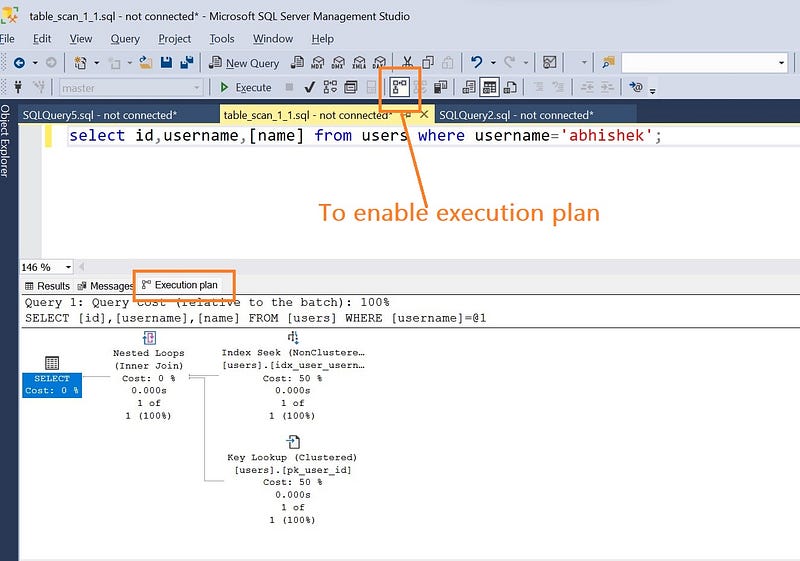 table_scan_1_1.sql - not connected* - Microsoft SQL Server Management Studio
File Edit View Query Project Tools Window Help
New Query MDX DMX XMLA DAX
master Execute
SQLQuery5.sql - not connected* table_scan_1_1.sql - not connected* SQLQuery2.sql - not connected*
Object Explorer
select id,username,[name] from users where username='abhishek';
To enable execution plan
146 %
Results Messages Execution plan
Query 1: Query cost (relative to the batch): 100%
SELECT [id],[username],[name] FROM [users] WHERE [username]=@1
SELECT
Cost: 0 %
Nested Loops
(Inner Join)
Cost: 0 %
0.000s
1 of
1 (100%)
Index Seek (NonClustere...
[users].[idx_user_usern...
Cost: 50 %
0.000s
1 of
1 (100%)
Key Lookup (Clustered)
[users].[pk_user_id]
Cost: 50 %
0.000s
1 of
1 (100%)